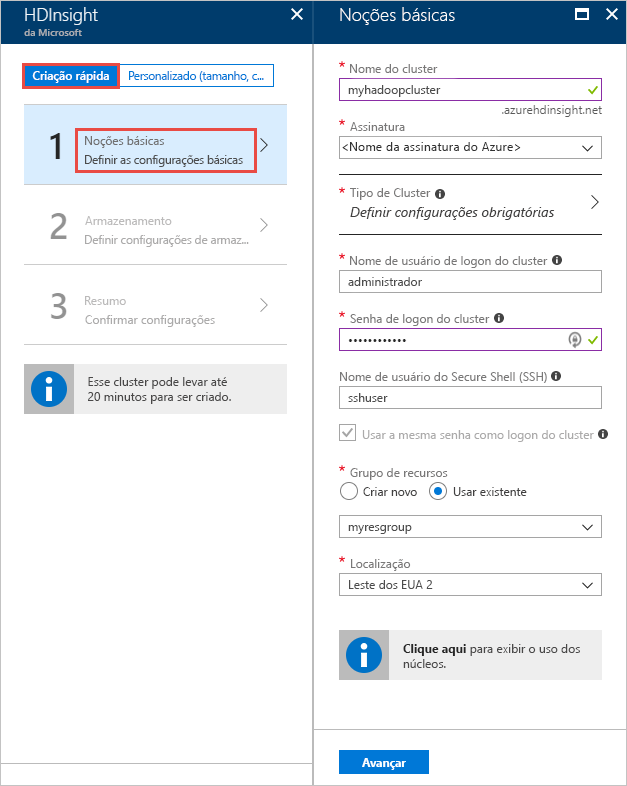 HDInsight
da Microsoft
Criação rápida
Personalizado (tamanho, c...
1
Noções básicas
Definir as configurações básicas
2
Armazenamento
Definir configurações de armaz...
3
Resumo
Confirmar configurações
Esse cluster pode levar até
20 minutos para ser criado.
Noções básicas
* Nome do cluster
myhadoopcluster
.azurehdinsight.net
* Assinatura
<Nome da assinatura do Azure>
* Tipo de Cluster
Definir configurações obrigatórias
* Nome de usuário de logon do cluster
administrador
* Senha de logon do cluster
••••••••••••
Nome de usuário do Secure Shell (SSH)
sshuser
Usar a mesma senha como logon do cluster
* Grupo de recursos
Criar novo Usar existente
myresgroup
* Localização
Leste dos EUA 2
Clique aqui para exibir o uso dos
núcleos.
Avançar